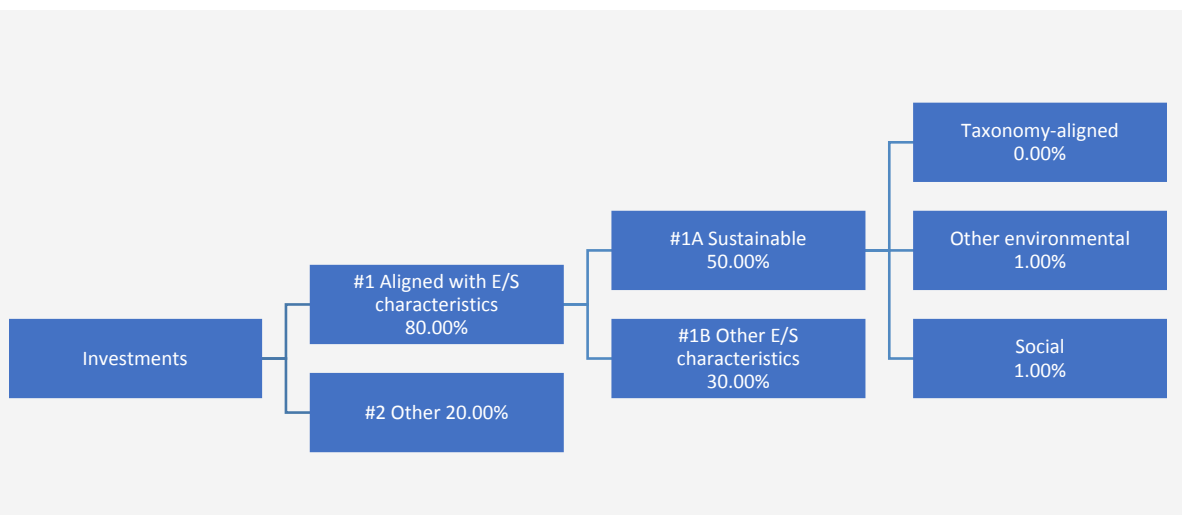 Investments
#1 Aligned with E/S
characteristics
80.00%
#2 Other 20.00%
#1A Sustainable
50.00%
#1B Other E/S
characteristics
30.00%
Taxonomy-aligned
0.00%
Other environmental
1.00%
Social
1.00%